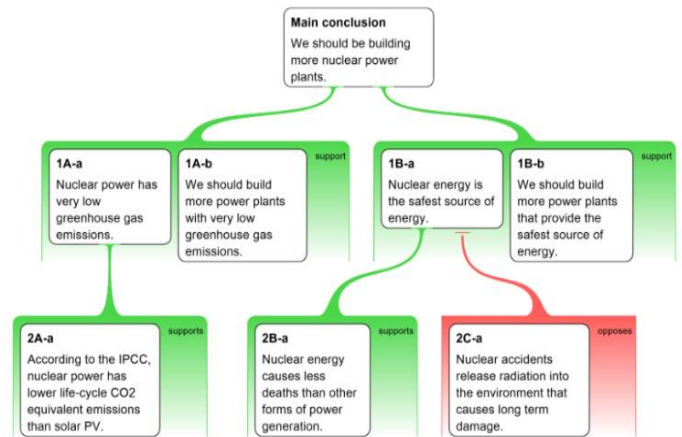 Main conclusion
We should be building
more nuclear power
plants.
1A-a
Nuclear power has
very low
greenhouse gas
emissions.
1A-b
We should build
more power plants
with very low
greenhouse gas
emissions.
support
1B-a
Nuclear energy is
the safest source of
energy.
1B-b
We should build
more power plants
that provide the
safest source of
energy.
support
2A-a
According to the IPCC,
nuclear power has
lower life-cycle CO2
equivalent emissions
than solar PV.
supports
2B-a
Nuclear energy
causes less
deaths than other
forms of power
generation.
supports
2C-a
Nuclear accidents
release radiation into
the environment that
causes long term
damage.
opposes